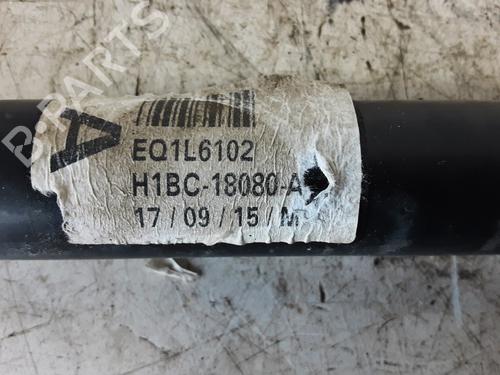 B-PARTS
A
EQ1L6102
H1BC-18080-A
17 / 09 / 15 / M